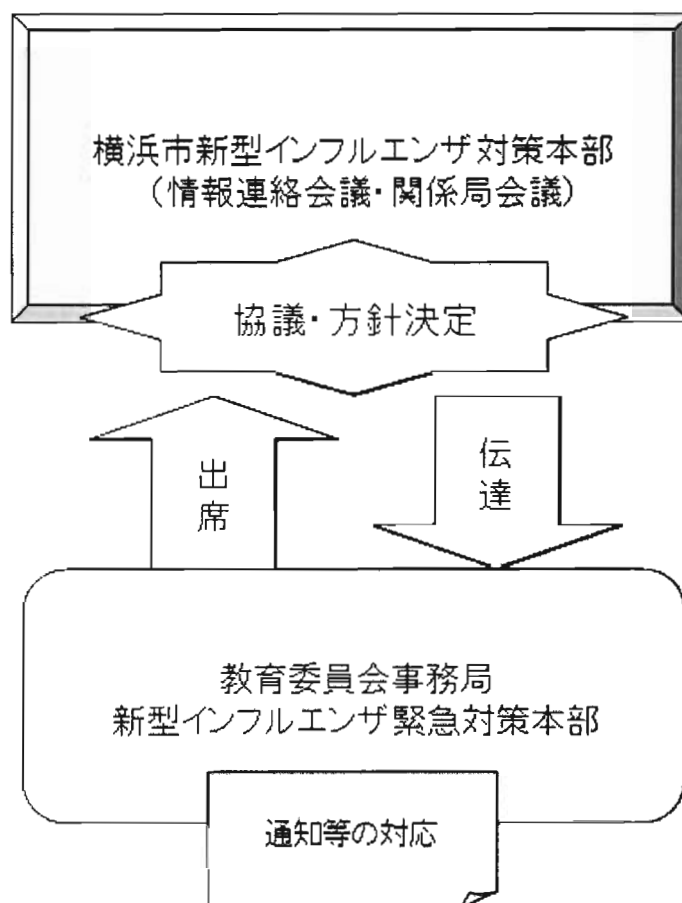 横浜市新型インフルエンザ対策本部
（情報連絡会議・関係局会議）
協議・方針決定
出席
伝達
教育委員会事務局
新型インフルエンザ緊急対策本部
通知等の対応